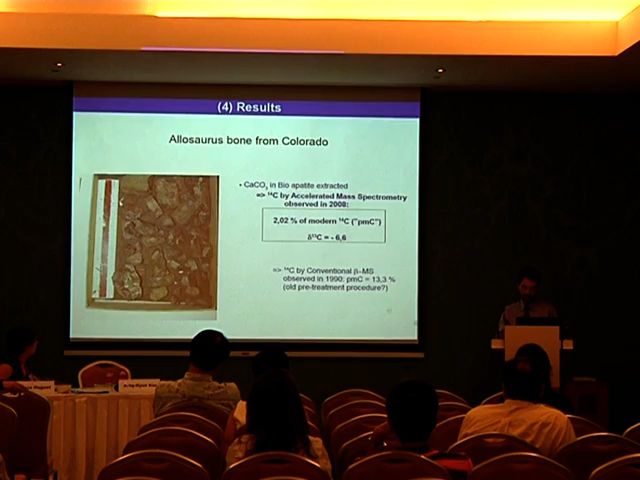 (4) Results
Allosaurus bone from Colorado
• CaCO₃ in Bio apatite extracted
=> ¹⁴C by Accelerated Mass Spectrometry
observed in 2008:
2,02 % of modern ¹⁴C ("pmC")
δ¹³C = - 6,6
=> ¹⁴C by Conventional β–MS
observed in 1990: pmC = 13,3 %
(old pre-treatment procedure?)